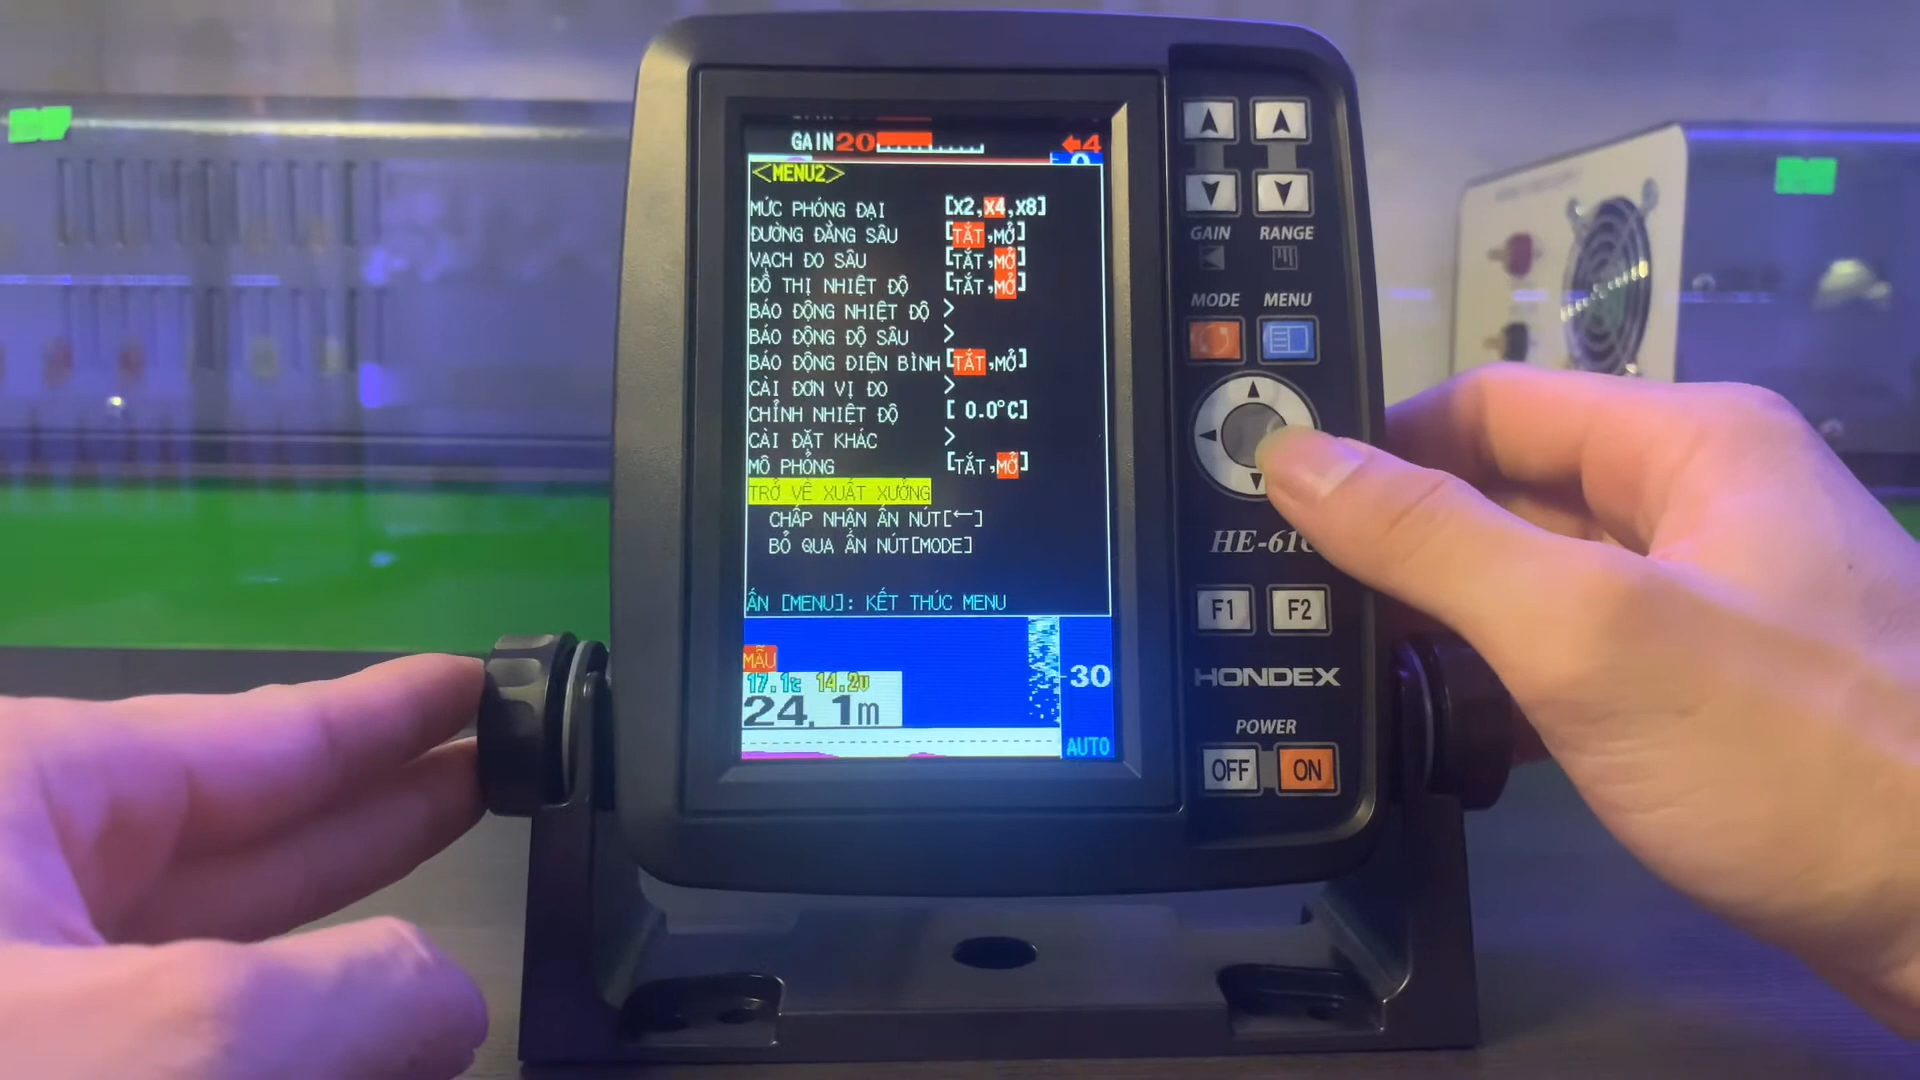 GAIN 20
4
0
<MENU2>
MỨC PHÓNG ĐẠI [x2,x4,x8]
ĐƯỜNG ĐẲNG SÂU [TẮT,MỞ]
VẠCH ĐO SÂU [TẮT,MỞ]
ĐỒ THỊ NHIỆT ĐỘ [TẮT,MỞ]
BÁO ĐỘNG NHIỆT ĐỘ >
BÁO ĐỘNG ĐỘ SÂU >
BÁO ĐỘNG ĐIỆN BÌNH [TẮT,MỞ]
CÀI ĐƠN VỊ ĐO >
CHỈNH NHIỆT ĐỘ [ 0.0°C]
CÀI ĐẶT KHÁC >
MÔ PHỎNG [TẮT,MỞ]
TRỞ VỀ XUẤT XƯỞNG
CHẤP NHẬN ẤN NÚT[←]
BỎ QUA ẤN NÚT[MODE]
ẤN [MENU]: KẾT THÚC MENU
MẪU
17.1℃ 14.2V
24.1m
30
AUTO
GAIN RANGE
MODE MENU
F1 F2
HONDEX
POWER
OFF ON